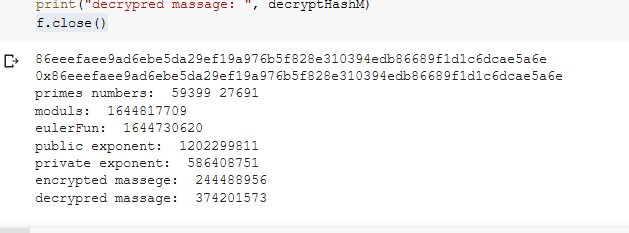 print("decrypred massage: ", decryptHashM)
f.close()
86eeefaee9ad6ebe5da29ef19a976b5f828e310394edb86689f1d1c6dcae5a6e
0x86eeefaee9ad6ebe5da29ef19a976b5f828e310394edb86689f1d1c6dcae5a6e
primes numbers:  59399 27691
moduls:  1644817709
eulerFun:  1644730620
public exponent:  1202299811
private exponent:  586408751
encrypted massege:  244488956
decrypred massage:  374201573